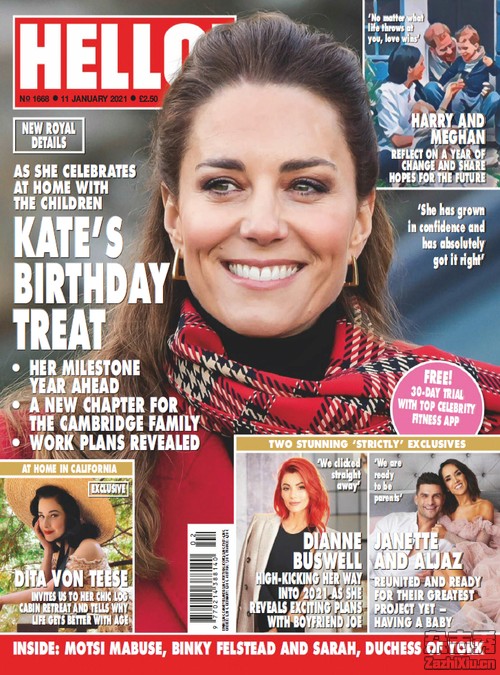 HELLO!
Nº 1668 • 11 JANUARY 2021 • £2.50
NEW ROYAL
DETAILS
AS SHE CELEBRATES
AT HOME WITH
THE CHILDREN
KATE'S
BIRTHDAY
TREAT
• HER MILESTONE
YEAR AHEAD
• A NEW CHAPTER FOR
THE CAMBRIDGE FAMILY
• WORK PLANS REVEALED
'No matter what
life throws at
you, love wins'
HARRY AND
MEGHAN
REFLECT ON A YEAR OF
CHANGE AND SHARE
HOPES FOR THE FUTURE
'She has grown
in confidence and
has absolutely
got it right'
FREE!
30-DAY TRIAL
WITH TOP CELEBRITY
FITNESS APP
TWO STUNNING 'STRICTLY' EXCLUSIVES
AT HOME IN CALIFORNIA
EXCLUSIVE
DITA VON TEESE
INVITES US TO HER CHIC LOG
CABIN RETREAT AND TELLS WHY
LIFE GETS BETTER WITH AGE
02
9 770214 388140
'We clicked
straight
away'
DIANNE
BUSWELL
HIGH-KICKING HER WAY
INTO 2021 AS SHE
REVEALS EXCITING PLANS
WITH BOYFRIEND JOE
'We are
ready
to be
parents'
JANETTE
AND ALJAZ
REUNITED AND READY
FOR THEIR GREATEST
PROJECT YET –
HAVING A BABY
INSIDE: MOTSI MABUSE, BINKY FELSTEAD AND SARAH, DUCHESS OF YORK
ZazhiXiu.cn